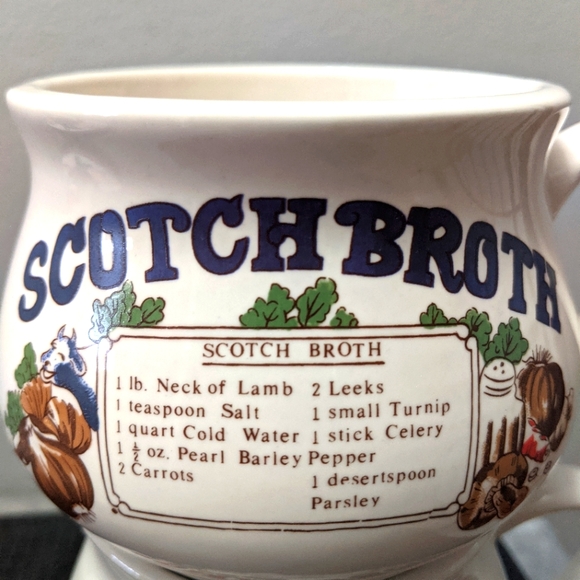 SCOTCH BROTH
SCOTCH BROTH
1 lb. Neck of Lamb
1 teaspoon Salt
1 quart Cold Water
1 ½ oz. Pearl Barley
2 Carrots
2 Leeks
1 small Turnip
1 stick Celery
Pepper
1 desertspoon
Parsley